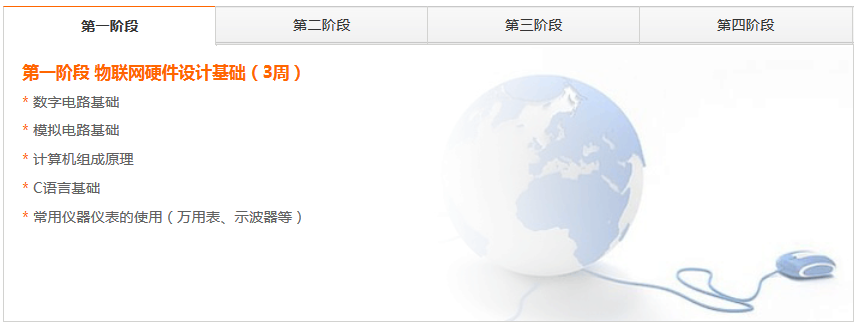 第一阶段
第二阶段
第三阶段
第四阶段
第一阶段 物联网硬件设计基础（3周）
* 数字电路基础
* 模拟电路基础
* 计算机组成原理
* C语言基础
* 常用仪器仪表的使用（万用表、示波器等）